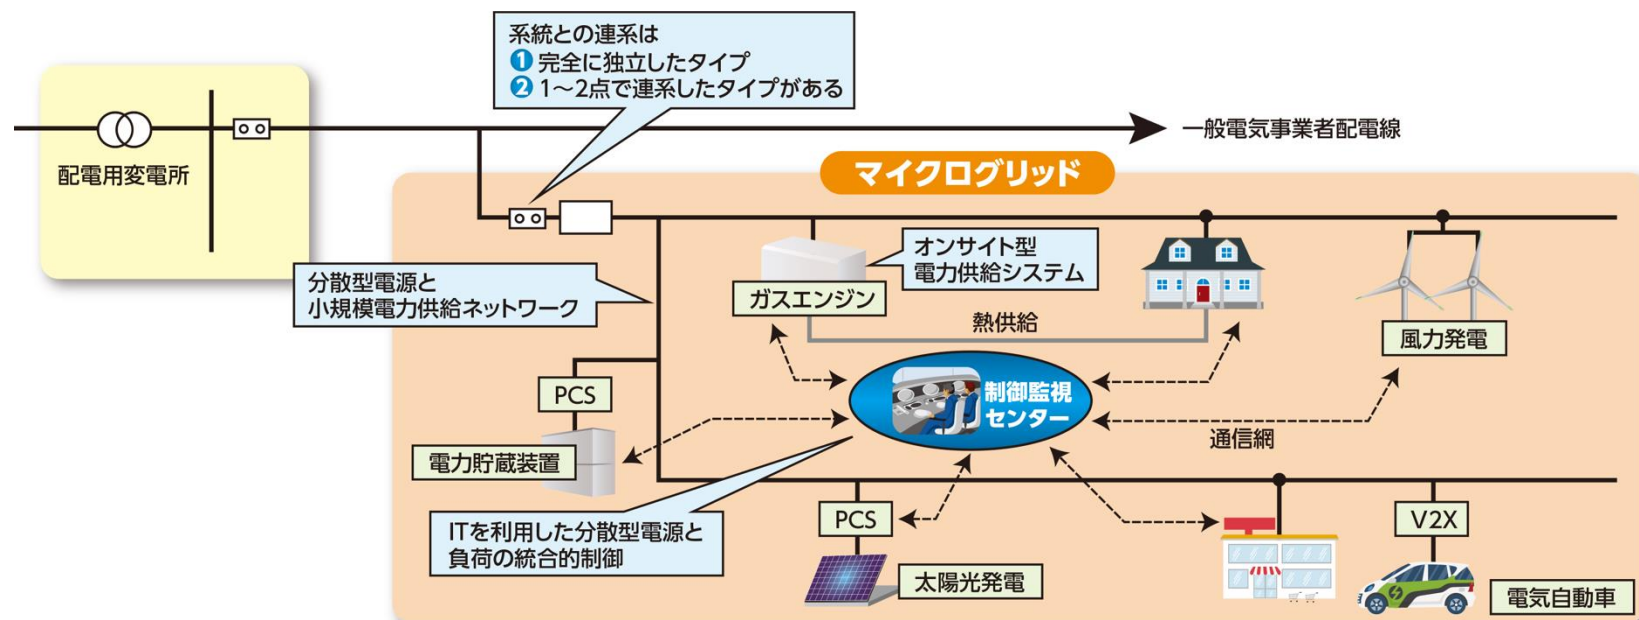 系統との連系は
❶ 完全に独立したタイプ
❷ 1～2点で連系したタイプがある
配電用変電所
一般電気事業者配電線
マイクログリッド
分散型電源と
小規模電力供給ネットワーク
オンサイト型
電力供給システム
ガスエンジン
熱供給
風力発電
PCS
電力貯蔵装置
制御監視
センター
通信網
ITを利用した分散型電源と
負荷の統合的制御
PCS
太陽光発電
V2X
電気自動車